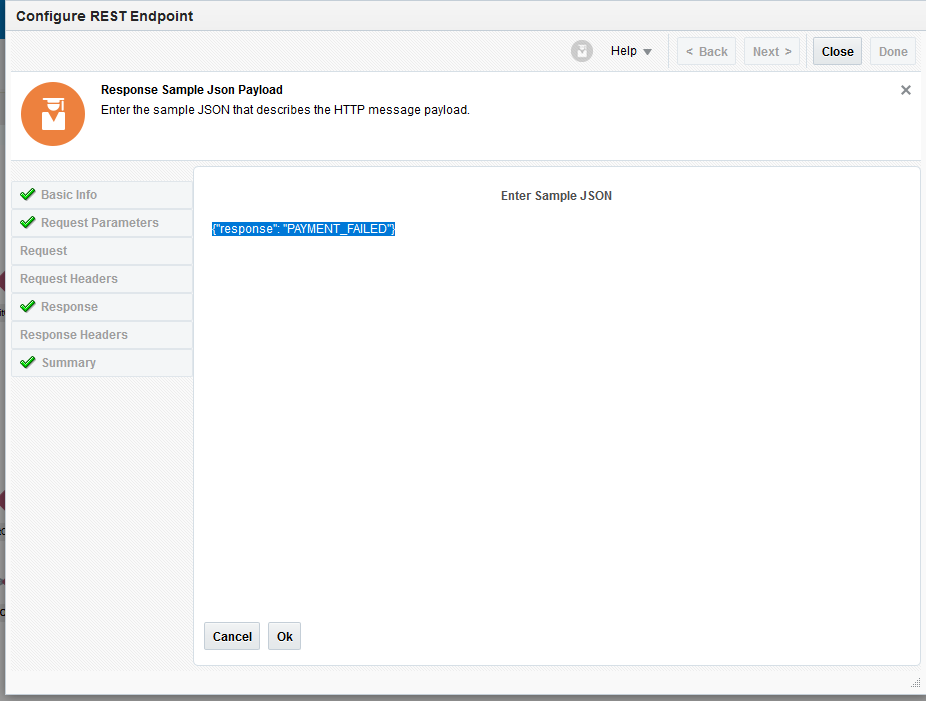 Configure REST Endpoint
Help
< Back
Next >
Close
Done
Response Sample Json Payload
Enter the sample JSON that describes the HTTP message payload.
Basic Info
Request Parameters
Request
Request Headers
Response
Response Headers
Summary
Enter Sample JSON
{"response": "PAYMENT_FAILED"}
Cancel
Ok